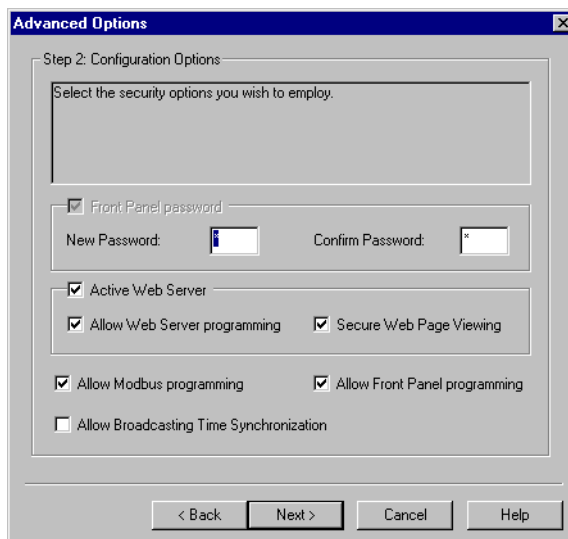 Advanced Options
Step 2: Configuration Options
Select the security options you wish to employ.
Front Panel password
New Password: * Confirm Password: *
Active Web Server
Allow Web Server programming Secure Web Page Viewing
Allow Modbus programming Allow Front Panel programming
Allow Broadcasting Time Synchronization
< Back Next > Cancel Help